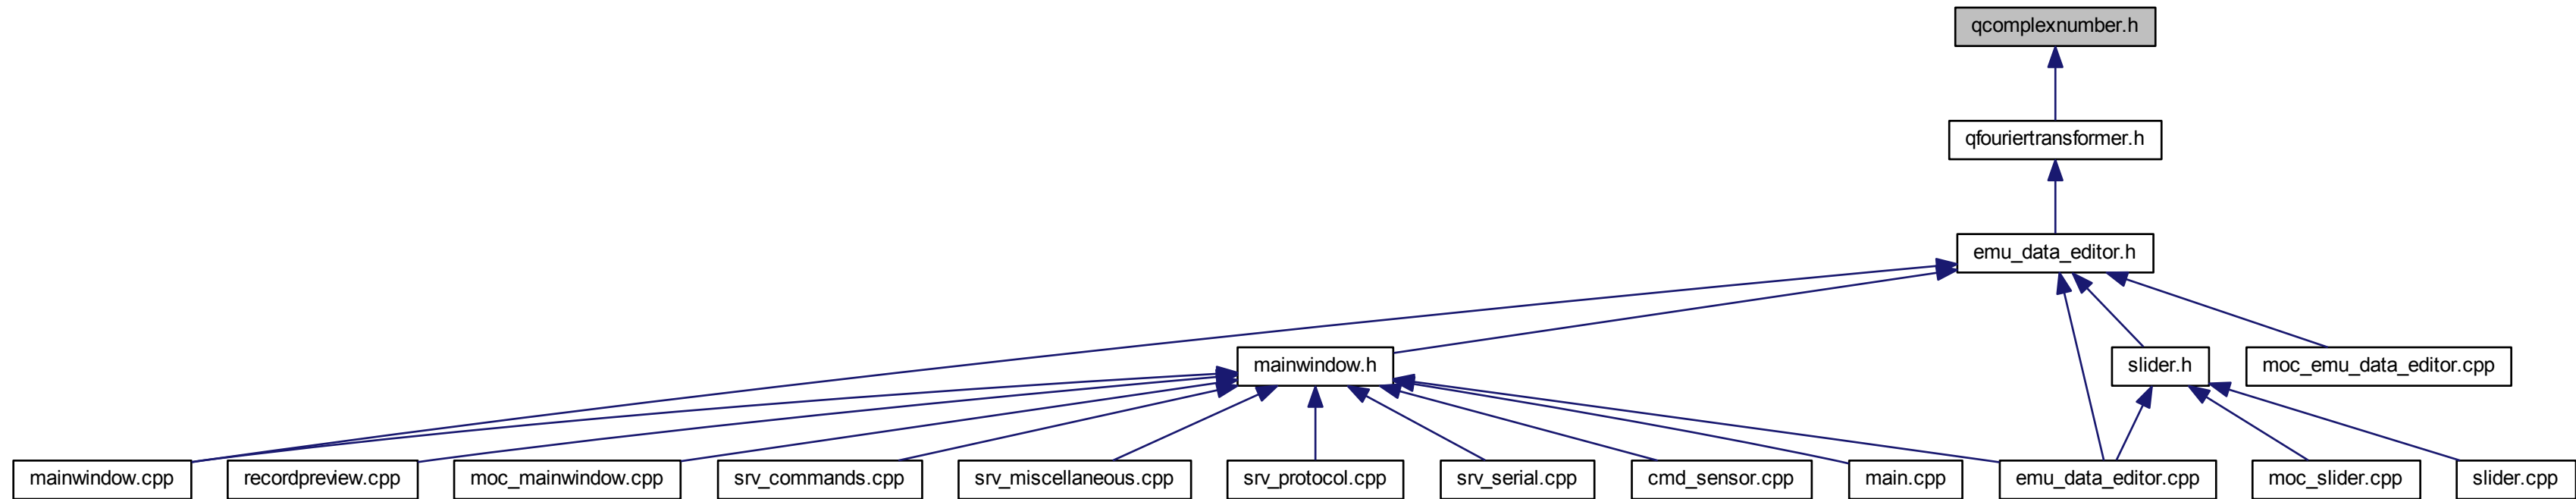 qcomplexnumber.h
qfouriertransformer.h
emu_data_editor.h
mainwindow.h
slider.h
moc_emu_data_editor.cpp
mainwindow.cpp
recordpreview.cpp
moc_mainwindow.cpp
srv_commands.cpp
srv_miscellaneous.cpp
srv_protocol.cpp
srv_serial.cpp
cmd_sensor.cpp
main.cpp
emu_data_editor.cpp
moc_slider.cpp
slider.cpp